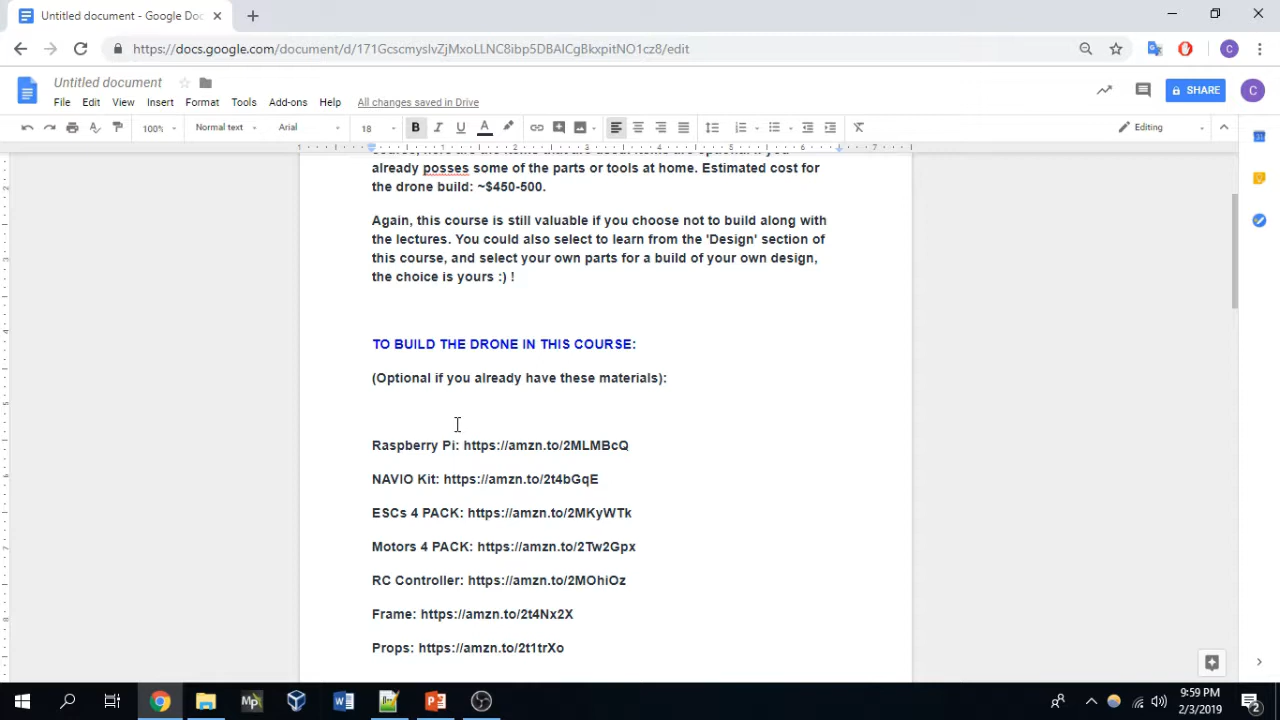 Untitled document - Google Doc
https://docs.google.com/document/d/171GcscmyslvZjMxoLLNC8ibp5DBAlCgBkxpitNO1cz8/edit
Untitled document
File Edit View Insert Format Tools Add-ons Help All changes saved in Drive
SHARE
100% Normal text Arial 18 B I U A Editing
already posses some of the parts or tools at home. Estimated cost for
the drone build: ~$450-500.
Again, this course is still valuable if you choose not to build along with
the lectures. You could also select to learn from the 'Design' section of
this course, and select your own parts for a build of your own design,
the choice is yours :) !
TO BUILD THE DRONE IN THIS COURSE:
(Optional if you already have these materials):
Raspberry Pi: https://amzn.to/2MLMBcQ
NAVIO Kit: https://amzn.to/2t4bGqE
ESCs 4 PACK: https://amzn.to/2MKyWTk
Motors 4 PACK: https://amzn.to/2Tw2Gpx
RC Controller: https://amzn.to/2MOhiOz
Frame: https://amzn.to/2t4Nx2X
Props: https://amzn.to/2t1trXo
9:59 PM
2/3/2019